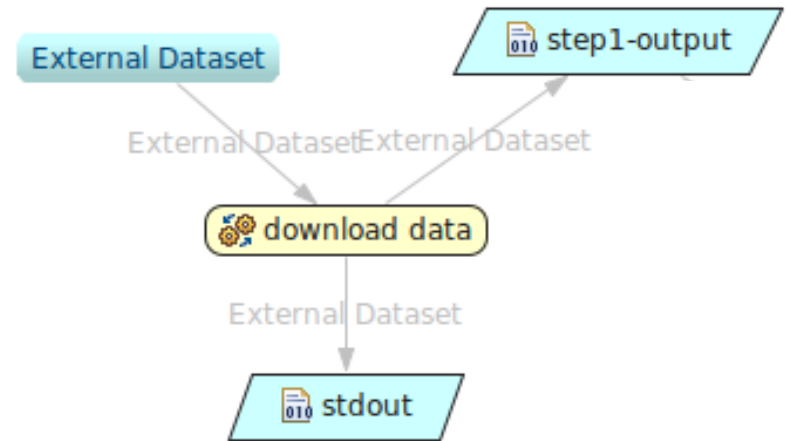 step1-output
External Dataset
External Dataset
External Dataset
download data
External Dataset
stdout